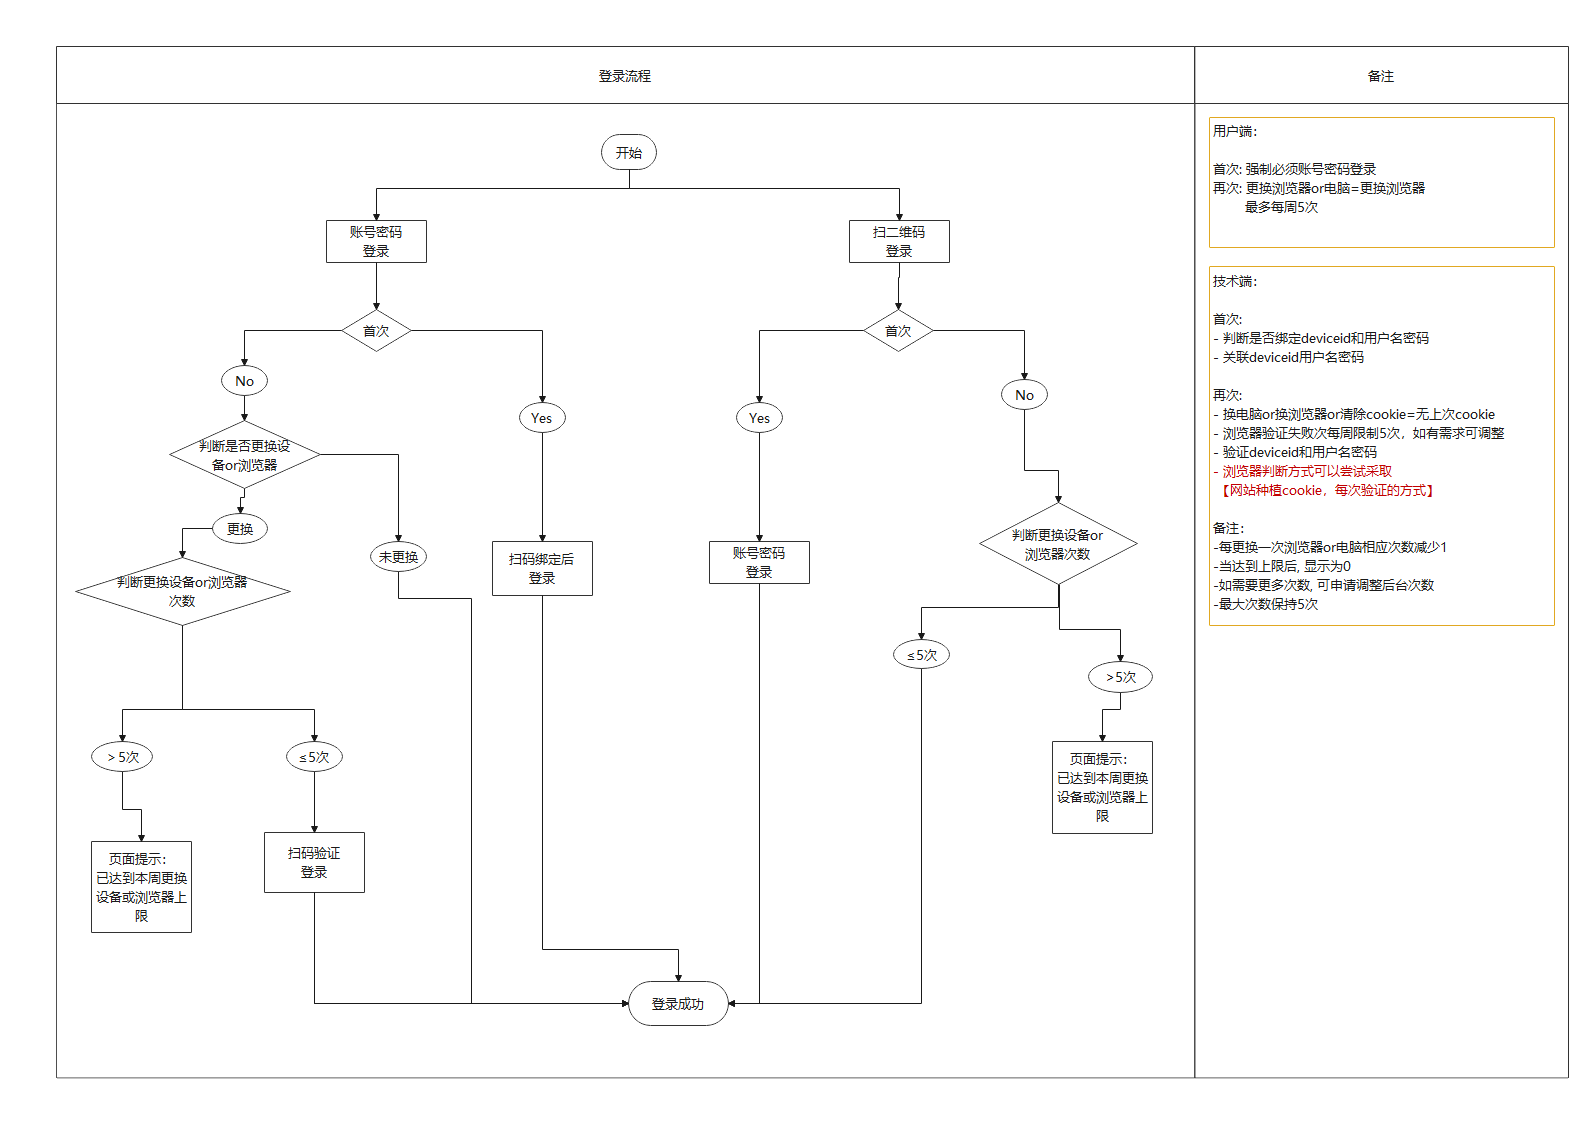 登录流程
备注
开始
账号密码
登录
扫二维码
登录
首次
首次
No
Yes
Yes
No
判断是否更换设
备or浏览器
更换
未更换
判断更换设备or浏览器
次数
扫码绑定后
登录
账号密码
登录
判断更换设备or
浏览器次数
≤5次
>5次
> 5次
≤5次
页面提示：
已达到本周更换
设备或浏览器上
限
扫码验证
登录
页面提示：
已达到本周更换
设备或浏览器上
限
登录成功
用户端：
首次: 强制必须账号密码登录
再次: 更换浏览器or电脑=更换浏览器
最多每周5次
技术端：
首次:
- 判断是否绑定deviceid和用户名密码
- 关联deviceid用户名密码
再次:
- 换电脑or换浏览器or清除cookie=无上次cookie
- 浏览器验证失败次每周限制5次，如有需求可调整
- 验证deviceid和用户名密码
- 浏览器判断方式可以尝试采取
【网站种植cookie，每次验证的方式】
备注：
-每更换一次浏览器or电脑相应次数减少1
-当达到上限后, 显示为0
-如需要更多次数, 可申请调整后台次数
-最大次数保持5次